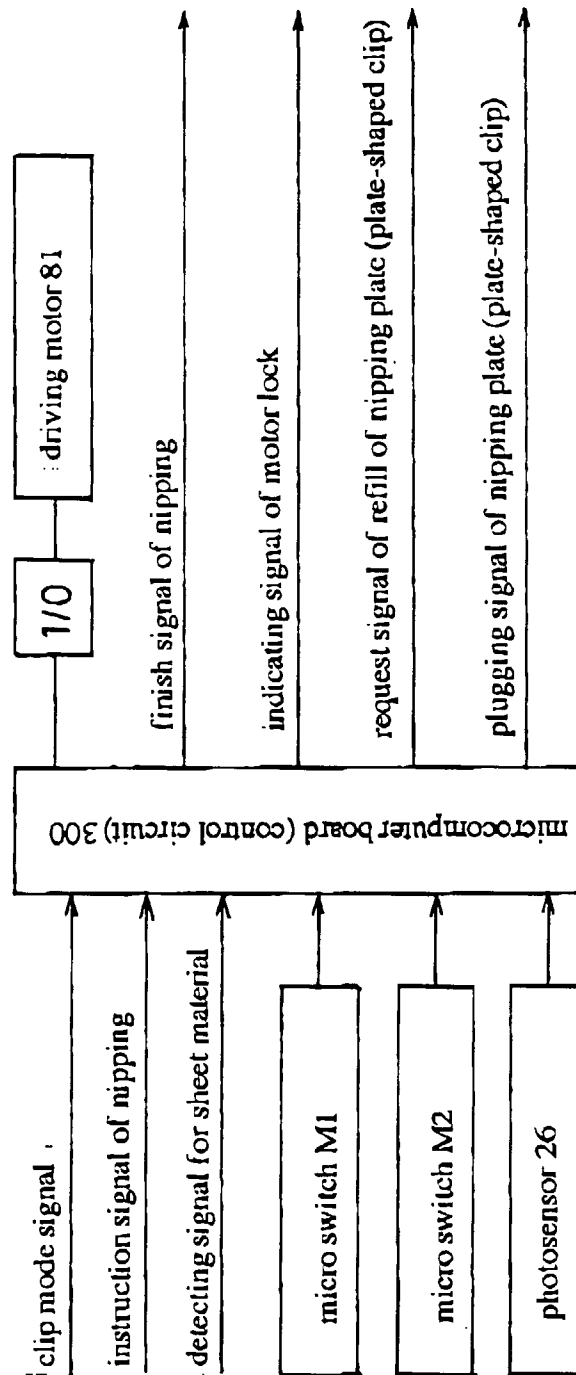 clip mode signal
instruction signal of nipping
detecting signal for sheet material
micro switch M1
micro switch M2
photosensor 26
microcomputer board (control circuit) 300
1/0
driving motor 81
finish signal of nipping
indicating signal of motor lock
request signal of refill of nipping plate (plate-shaped clip)
plugging signal of nipping plate (plate-shaped clip)